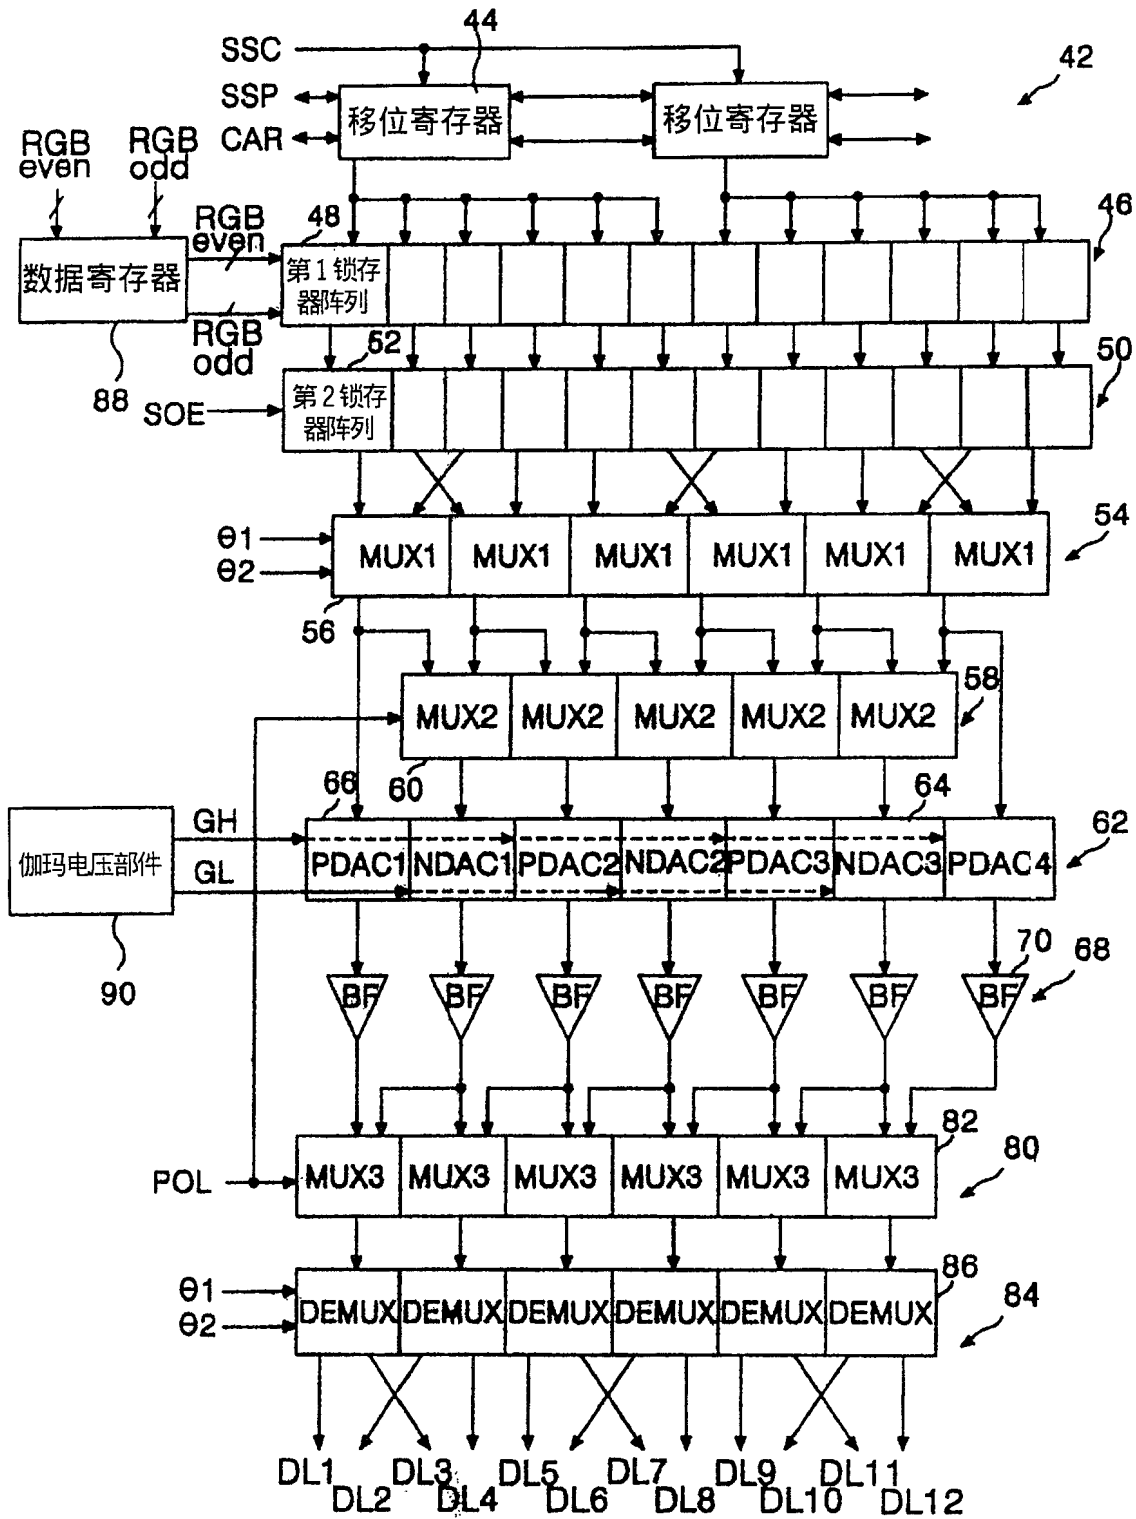 44
SSC
42
SSP
移位寄存器
移位寄存器
CAR
RGB
even
RGB
odd
RGB
even
48
46
数据寄存器
第1锁存
器阵列
RGB
odd
52
50
88
SOE
第2锁存
器阵列
54
θ1
MUX1 MUX1 MUX1 MUX1 MUX1 MUX1
θ2
56
58
MUX2 MUX2 MUX2 MUX2 MUX2
60
66
64
62
GH
伽玛电压部件
PDAC1 NDAC1 PDAC2 NDAC2 PDAC3 NDAC3 PDAC4
GL
90
70
68
BF BF BF BF BF BF BF
82
80
POL
MUX3 MUX3 MUX3 MUX3 MUX3 MUX3
86
84
θ1
DEMUX DEMUX DEMUX DEMUX DEMUX DEMUX
θ2
DL1 DL3 DL5 DL7 DL9 DL11
DL2 DL4 DL6 DL8 DL10 DL12